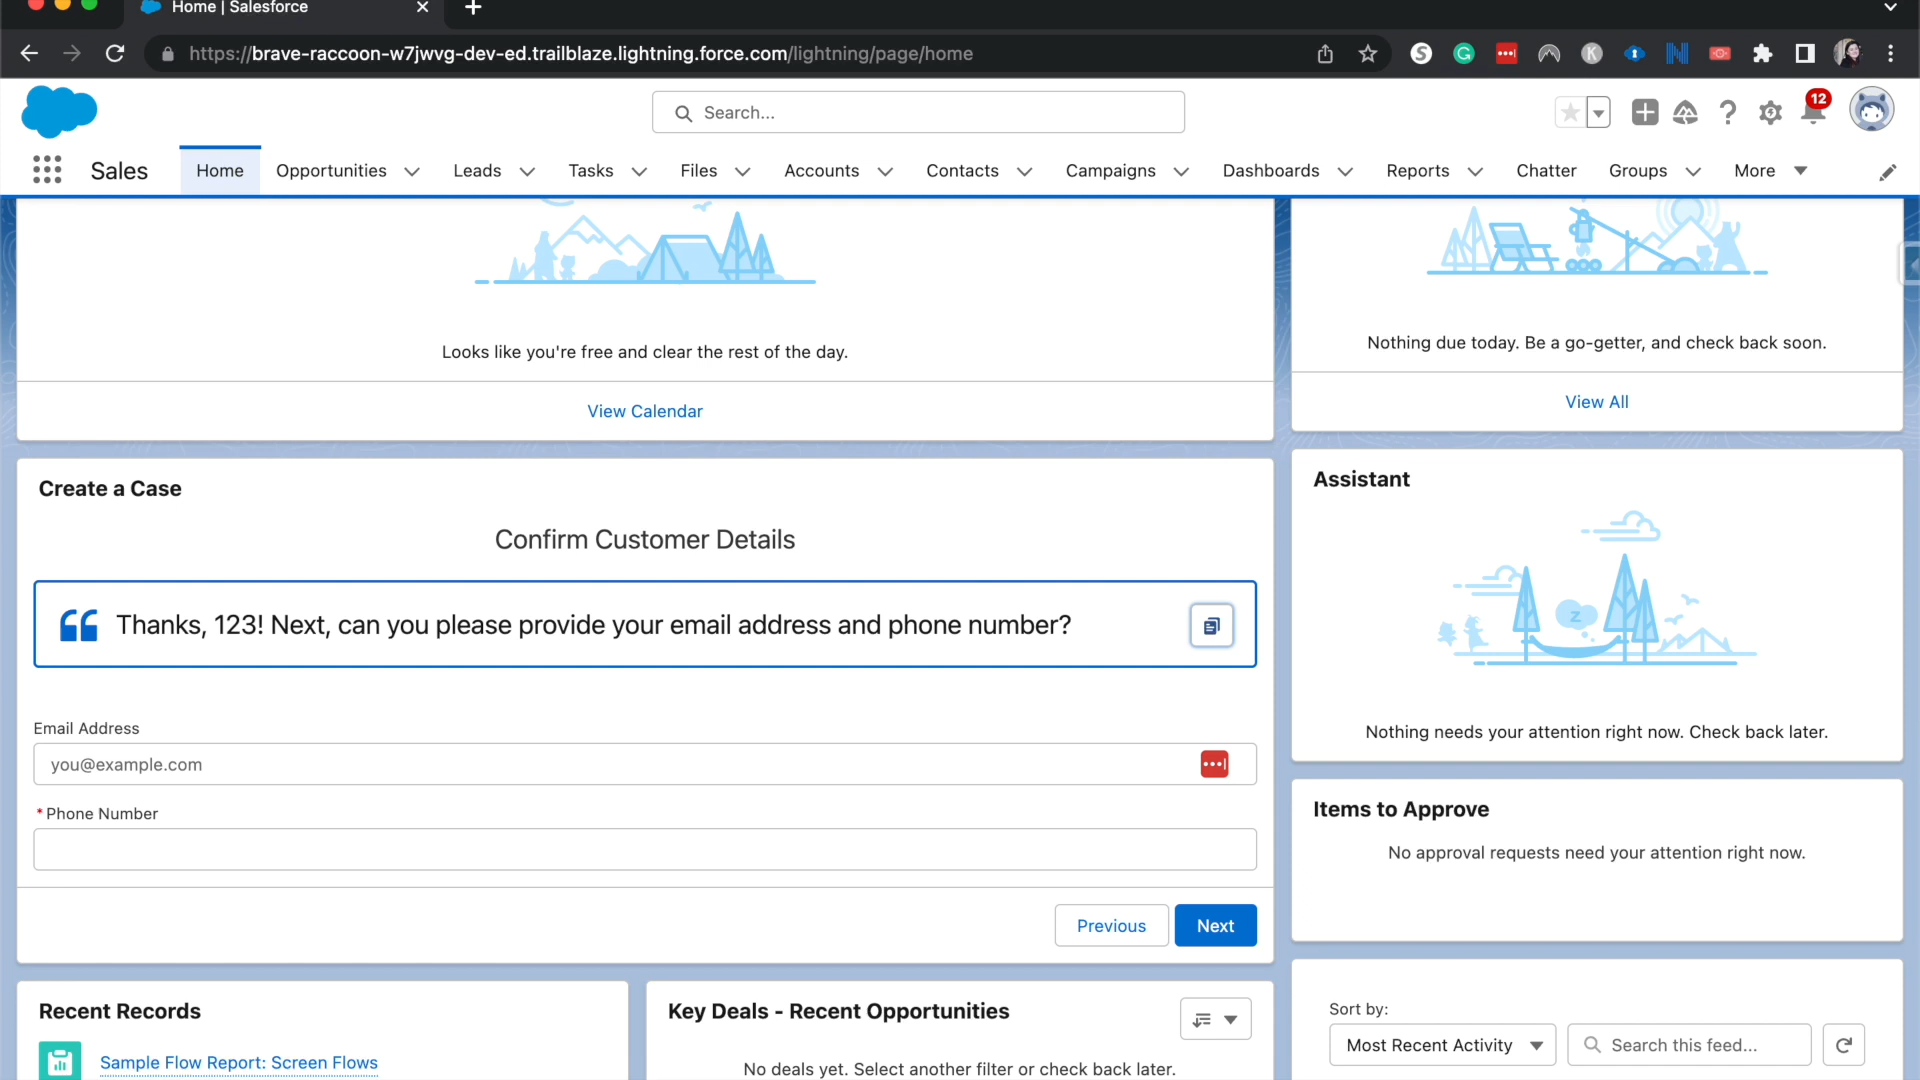 Home | Salesforce
https://brave-raccoon-w7jwvg-dev-ed.trailblaze.lightning.force.com/lightning/page/home
Search...
12
Sales
Home
Opportunities
Leads
Tasks
Files
Accounts
Contacts
Campaigns
Dashboards
Reports
Chatter
Groups
More
Looks like you're free and clear the rest of the day.
View Calendar
Nothing due today. Be a go-getter, and check back soon.
View All
Create a Case
Confirm Customer Details
Thanks, 123! Next, can you please provide your email address and phone number?
Email Address
you@example.com
* Phone Number
Previous
Next
Assistant
Z
Nothing needs your attention right now. Check back later.
Items to Approve
No approval requests need your attention right now.
Recent Records
Sample Flow Report: Screen Flows
Key Deals - Recent Opportunities
No deals yet. Select another filter or check back later.
Sort by:
Most Recent Activity
Search this feed...